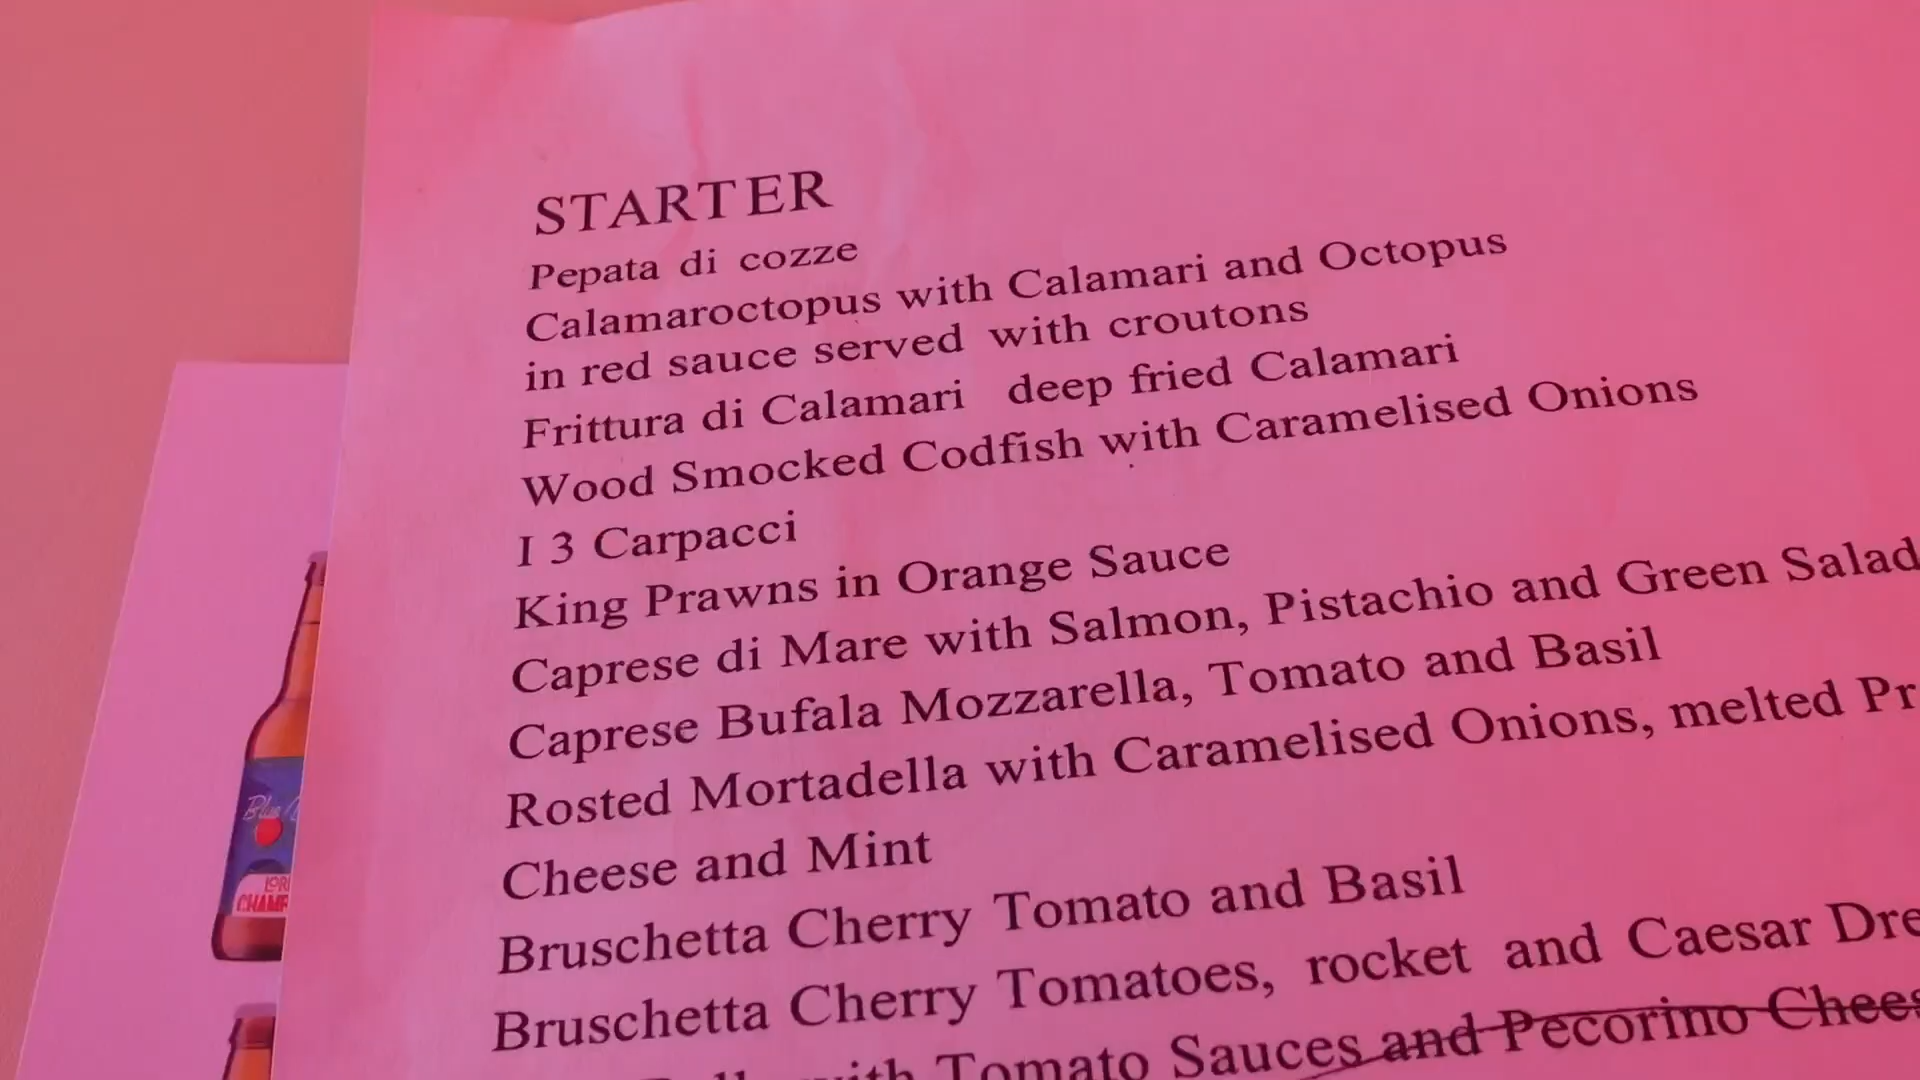 STARTER
Pepata di cozze
Calamaroctopus with Calamari and Octopus
in red sauce served with croutons
Frittura di Calamari deep fried Calamari
Wood Smocked Codfish with Caramelised Onions
I 3 Carpacci
King Prawns in Orange Sauce
Caprese di Mare with Salmon, Pistachio and Green Salad
Caprese Bufala Mozzarella, Tomato and Basil
Rosted Mortadella with Caramelised Onions, melted
Cheese and Mint
Bruschetta Cherry Tomato and Basil
Bruschetta Cherry Tomatoes, rocket and Caesar
with Tomato Sauces and Pecorino
Blue